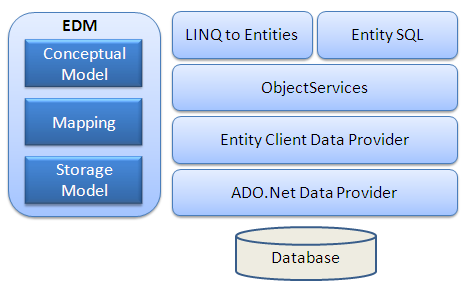 EDM
Conceptual
Model
Mapping
Storage
Model
LINQ to Entities
Entity SQL
ObjectServices
Entity Client Data Provider
ADO.Net Data Provider
Database